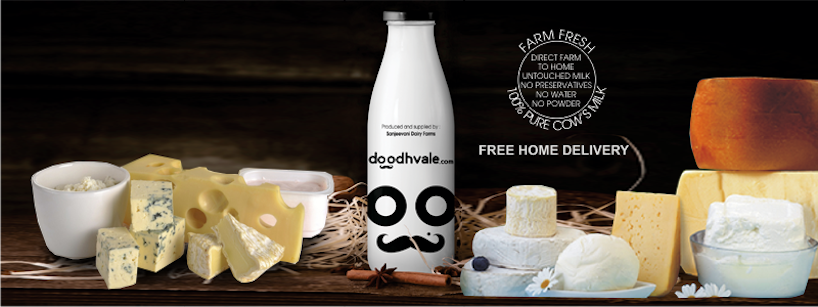 Produced and supplied by :
Sanjeevani Dairy Farms
doodhvale.com
FARM FRESH
DIRECT FARM
TO HOME
UNTOUCHED MILK
NO PRESERVATIVES
NO WATER
NO POWDER
100% PURE COW'S MILK
FREE HOME DELIVERY